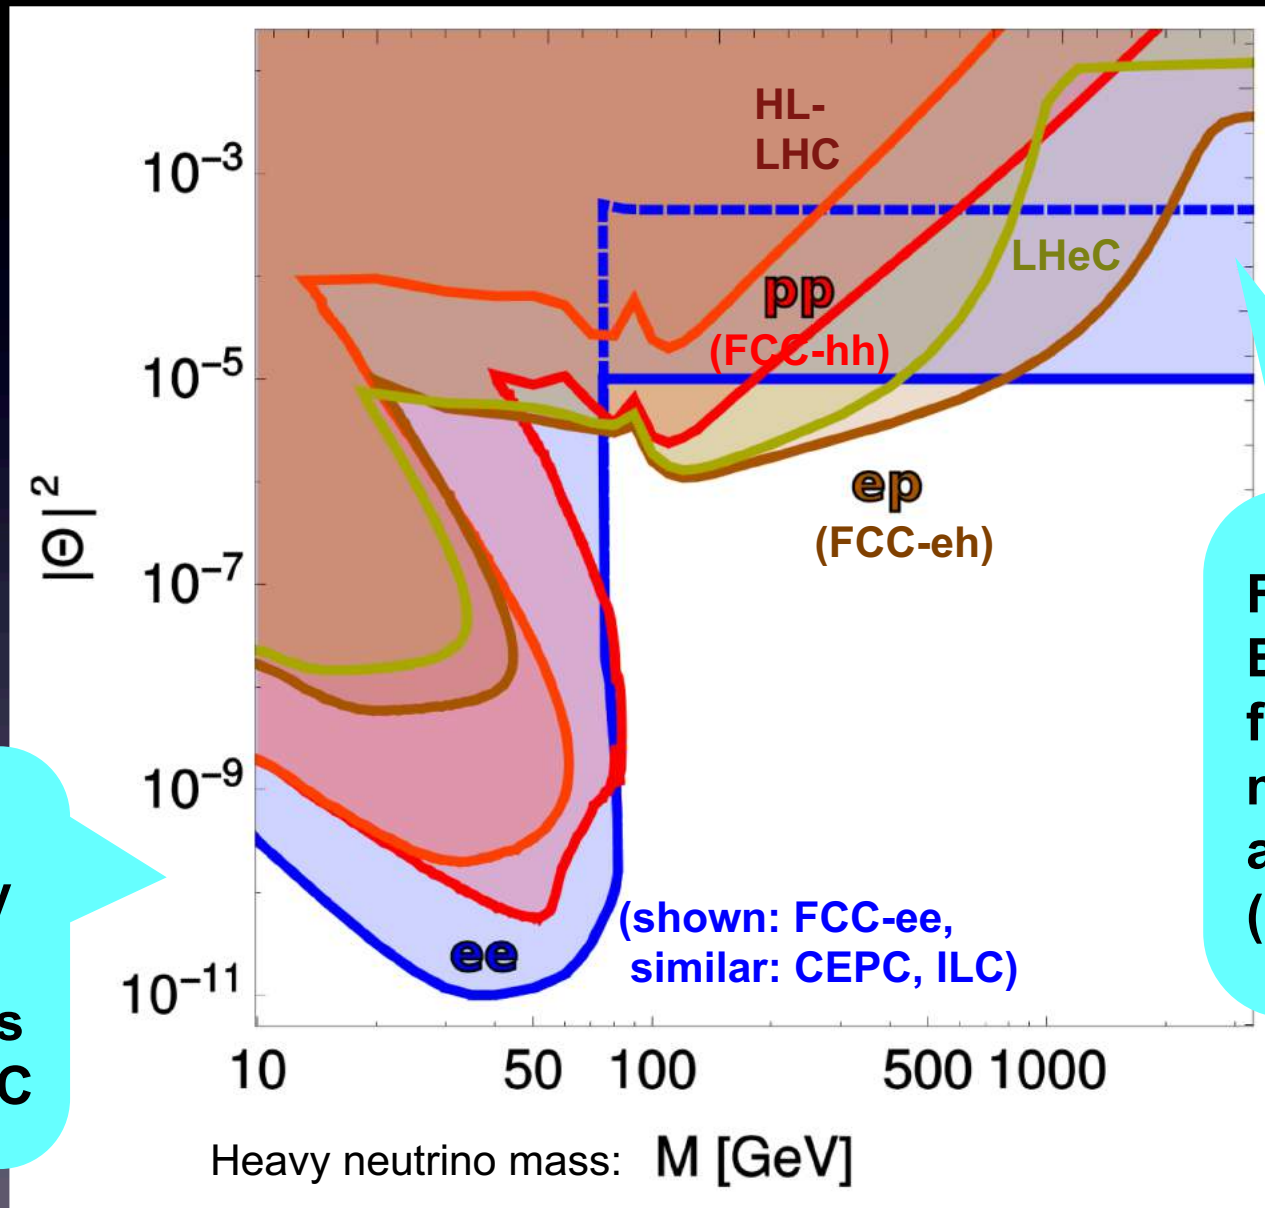 HL-
LHC
10⁻³
LHeC
pp
(FCC-hh)
10⁻⁵
ep
(FCC-eh)
|Θ|²
10⁻⁷
10⁻⁹
(shown: FCC-ee,
similar: CEPC, ILC)
ee
10⁻¹¹
10 50 100 500 1000
Heavy neutrino mass: M [GeV]